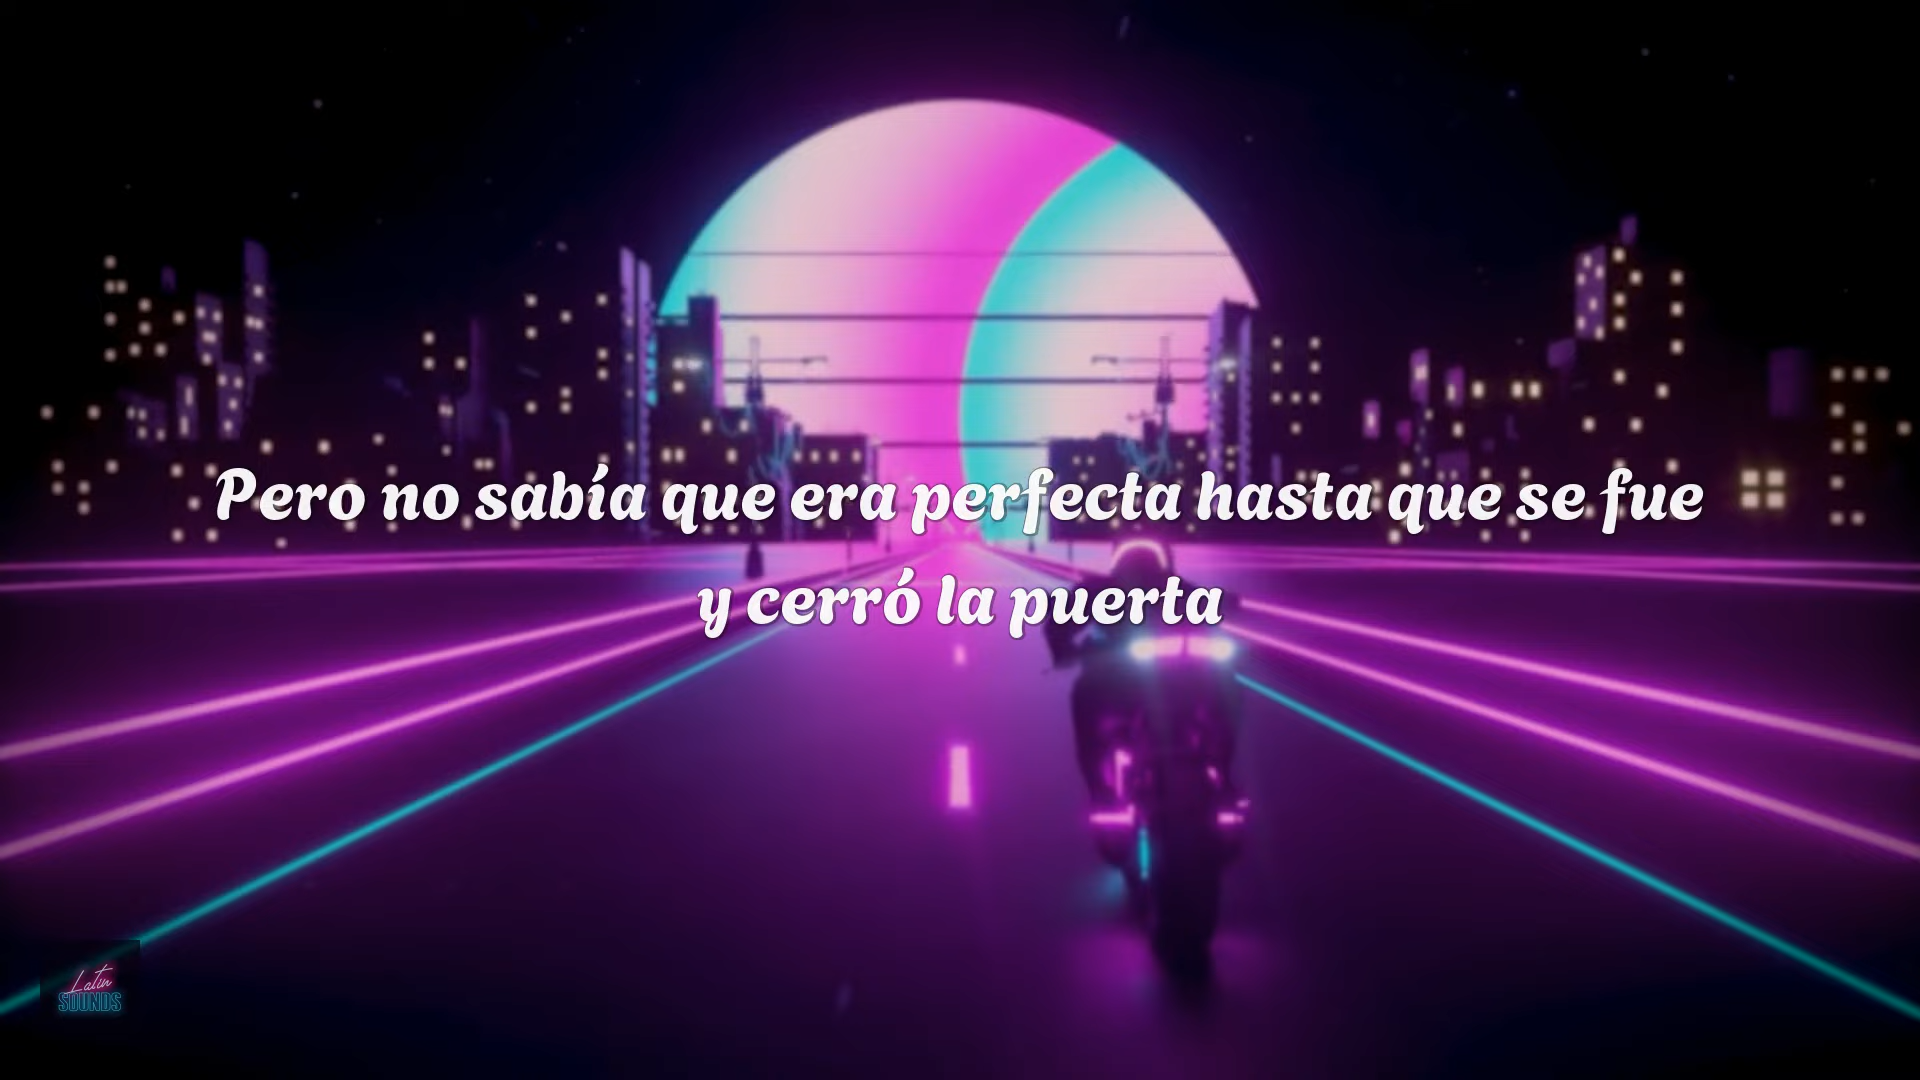 Pero no sabía que era perfecta hasta que se fue
y cerró la puerta
Latin
SOUNDS